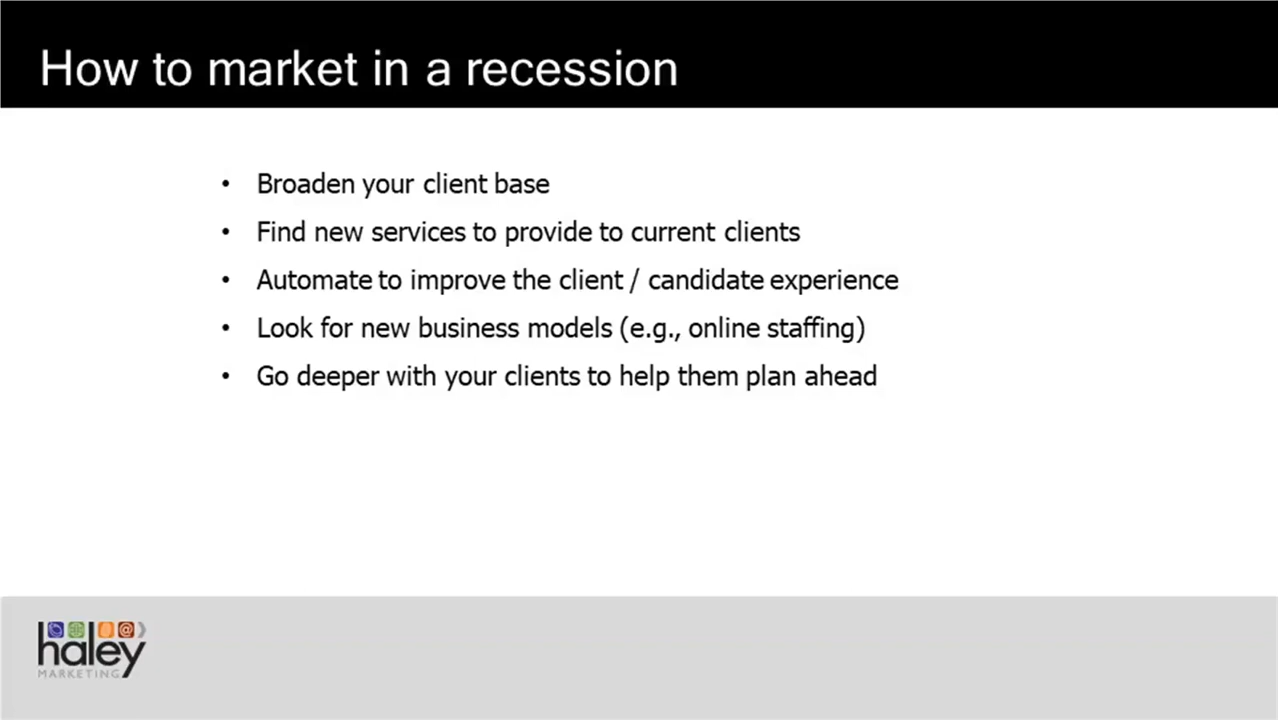 How to market in a recession
• Broaden your client base
• Find new services to provide to current clients
• Automate to improve the client / candidate experience
• Look for new business models (e.g., online staffing)
• Go deeper with your clients to help them plan ahead
haley
MARKETING